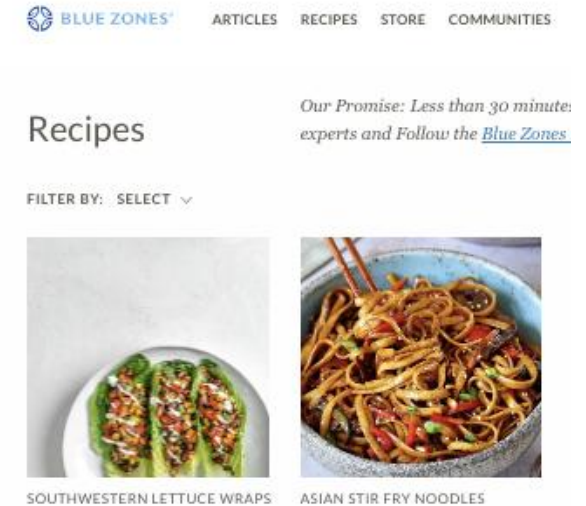 BLUE ZONES ARTICLES RECIPES STORE COMMUNITIES
Our Promise: Less than 30 minutes
Recipes
experts and Follow the Blue Zones
FILTER BY: SELECT
SOUTHWESTERN LETTUCE WRAPS ASIAN STIR FRY NOODLES